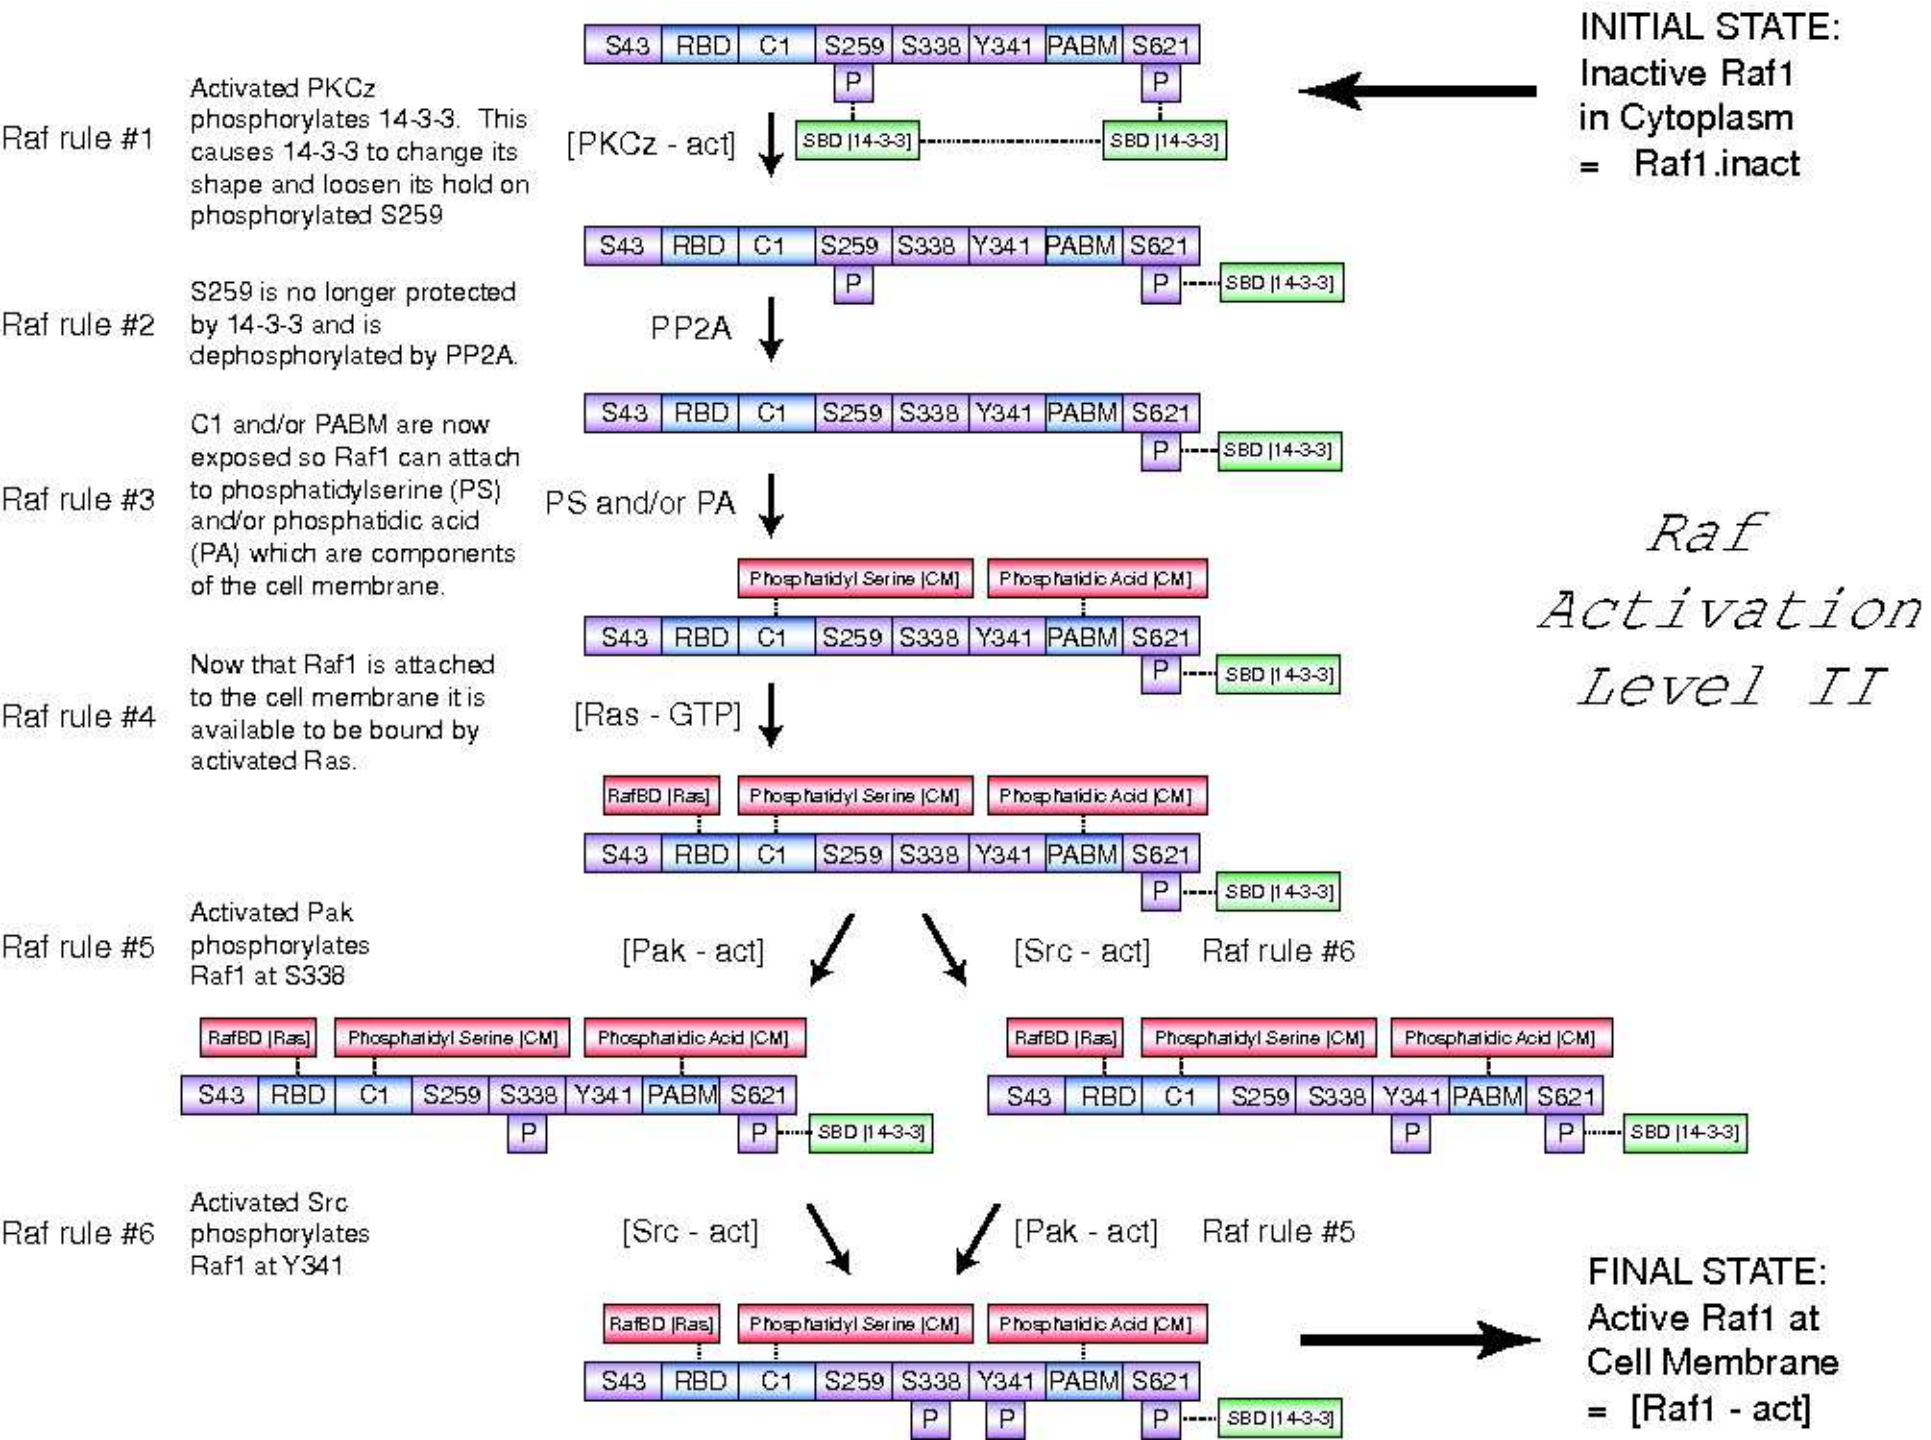 S43 RBD C1 S259 S338 Y341 PABM S621
P P
SBD [14-3-3] SBD [14-3-3]
INITIAL STATE:
Inactive Raf1
in Cytoplasm
= Raf1.inact
Raf rule #1
Activated PKCz
phosphorylates 14-3-3. This
causes 14-3-3 to change its
shape and loosen its hold on
phosphorylated S259
[PKCz - act]
S43 RBD C1 S259 S338 Y341 PABM S621
P P SBD [14-3-3]
Raf rule #2
S259 is no longer protected
by 14-3-3 and is
dephosphorylated by PP2A.
PP2A
S43 RBD C1 S259 S338 Y341 PABM S621
P SBD [14-3-3]
Raf rule #3
C1 and/or PABM are now
exposed so Raf1 can attach
to phosphatidylserine (PS)
and/or phosphatidic acid
(PA) which are components
of the cell membrane.
PS and/or PA
Raf
Activation
Level II
Phosphatidyl Serine [CM] Phosphatidic Acid [CM]
S43 RBD C1 S259 S338 Y341 PABM S621
P SBD [14-3-3]
Raf rule #4
Now that Raf1 is attached
to the cell membrane it is
available to be bound by
activated Ras.
[Ras - GTP]
RafBD [Ras] Phosphatidyl Serine [CM] Phosphatidic Acid [CM]
S43 RBD C1 S259 S338 Y341 PABM S621
P SBD [14-3-3]
Raf rule #5
Activated Pak
phosphorylates
Raf1 at S338
[Pak - act] [Src - act] Raf rule #6
RafBD [Ras] Phosphatidyl Serine [CM] Phosphatidic Acid [CM]
S43 RBD C1 S259 S338 Y341 PABM S621
P P SBD [14-3-3]
RafBD [Ras] Phosphatidyl Serine [CM] Phosphatidic Acid [CM]
S43 RBD C1 S259 S338 Y341 PABM S621
P P SBD [14-3-3]
Raf rule #6
Activated Src
phosphorylates
Raf1 at Y341
[Src - act] [Pak - act] Raf rule #5
RafBD [Ras] Phosphatidyl Serine [CM] Phosphatidic Acid [CM]
S43 RBD C1 S259 S338 Y341 PABM S621
P P P SBD [14-3-3]
FINAL STATE:
Active Raf1 at
Cell Membrane
= [Raf1 - act]